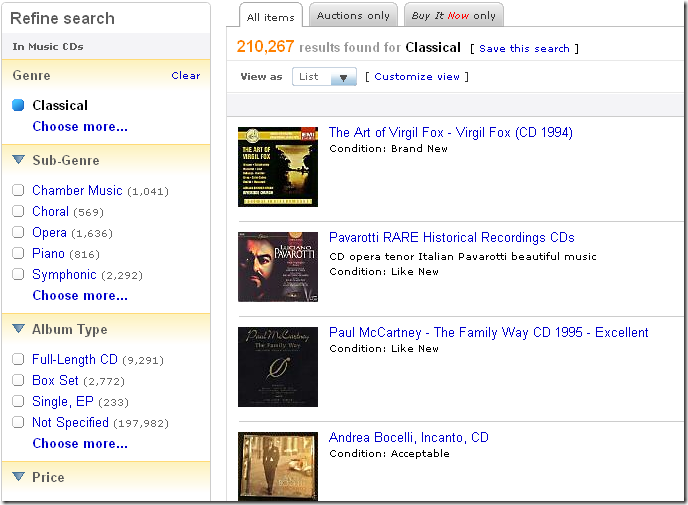 Refine search
In Music CDs
Genre Clear
Classical
Choose more...
Sub-Genre
Chamber Music (1,041)
Choral (569)
Opera (1,636)
Piano (816)
Symphonic (2,292)
Choose more...
Album Type
Full-Length CD (9,291)
Box Set (2,772)
Single, EP (233)
Not Specified (197,982)
Choose more...
Price
All items Auctions only Buy It Now only
210,267 results found for Classical [ Save this search ]
View as List [ Customize view ]
THE ART OF
VIRGIL FOX
EMI
The Art of Virgil Fox - Virgil Fox (CD 1994)
Condition: Brand New
LUCIANO
PAVAROTTI
Pavarotti RARE Historical Recordings CDs
CD opera tenor Italian Pavarotti beautiful music
Condition: Like New
Paul McCartney
The Family Way
Paul McCartney - The Family Way CD 1995 - Excellent
Condition: Like New
Andrea Bocelli, Incanto, CD
Condition: Acceptable